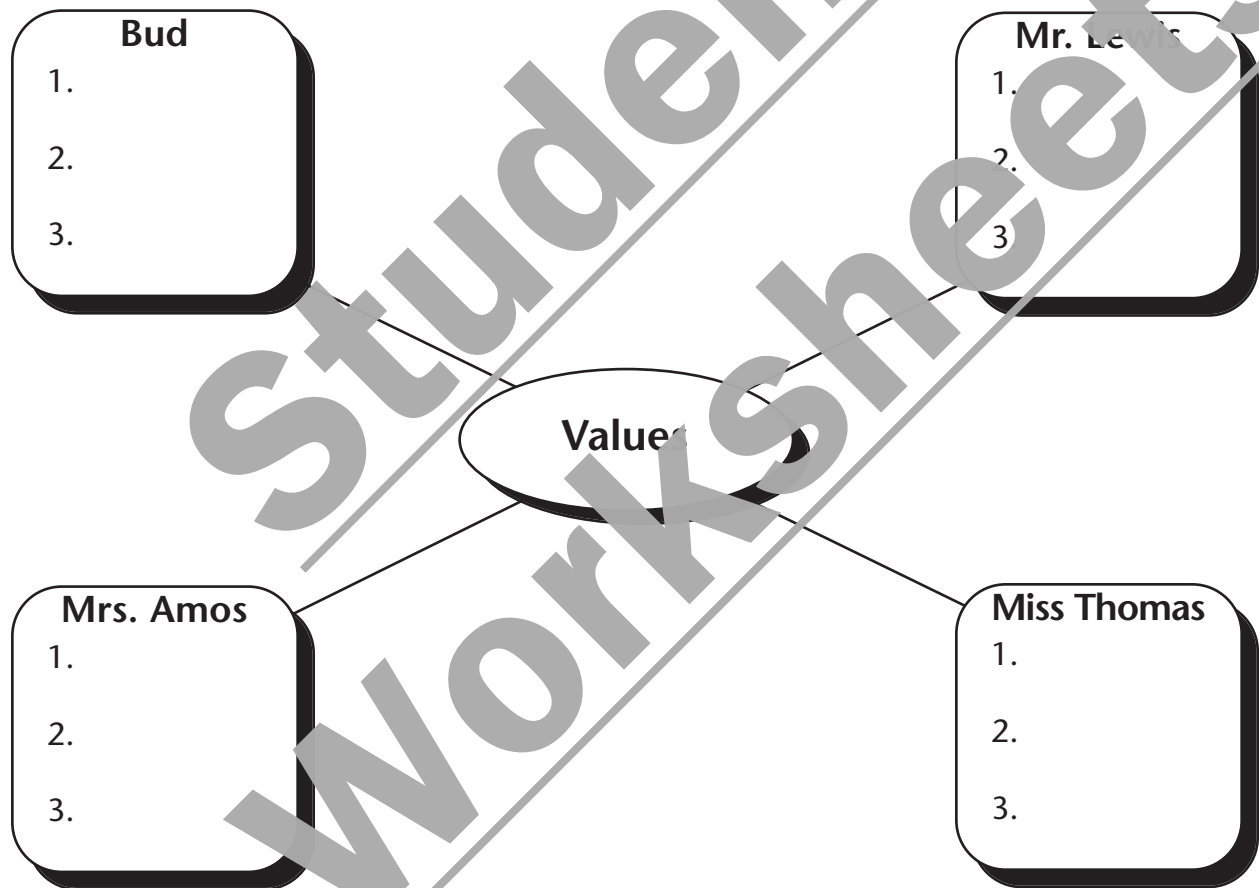 Bud
1.
2.
3.
Mr. Lewis
1.
2.
3
Values
Mrs. Amos
1.
2.
3.
Miss Thomas
1.
2.
3.
Student
Worksheets